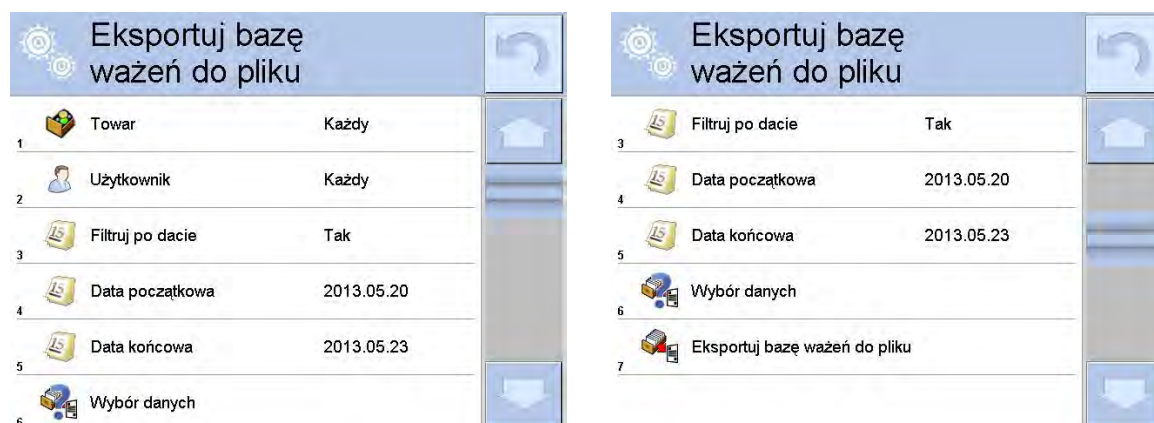 Eksportuj bazę
ważeń do pliku
1 Towar Każdy
2 Użytkownik Każdy
3 Filtruj po dacie Tak
4 Data początkowa 2013.05.20
5 Data końcowa 2013.05.23
6 Wybór danych
Eksportuj bazę
ważeń do pliku
3 Filtruj po dacie Tak
4 Data początkowa 2013.05.20
5 Data końcowa 2013.05.23
6 Wybór danych
7 Eksportuj bazę ważeń do pliku